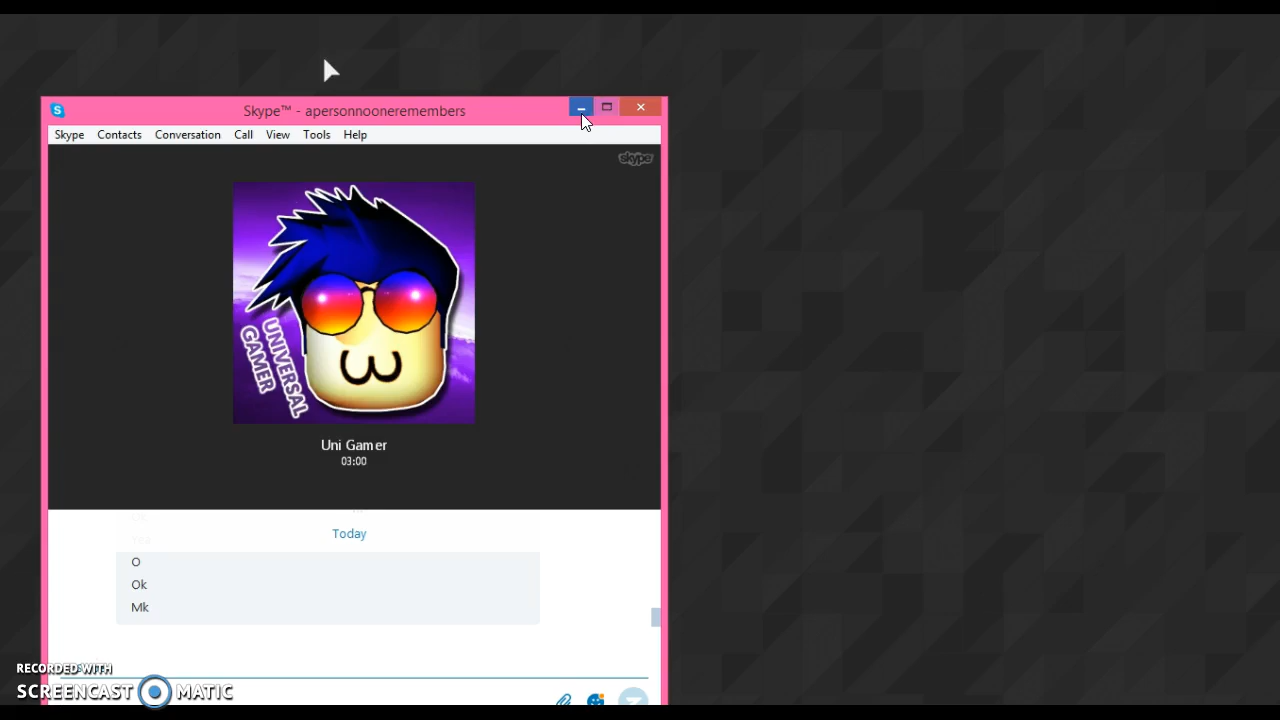 Skype™ - apersonnooneremembers
Skype Contacts Conversation Call View Tools Help
skype
UNIVERSAL
GAMER
Uni Gamer
03:00
Today
O
Ok
Mk
RECORDED WITH
SCREENCAST MATIC